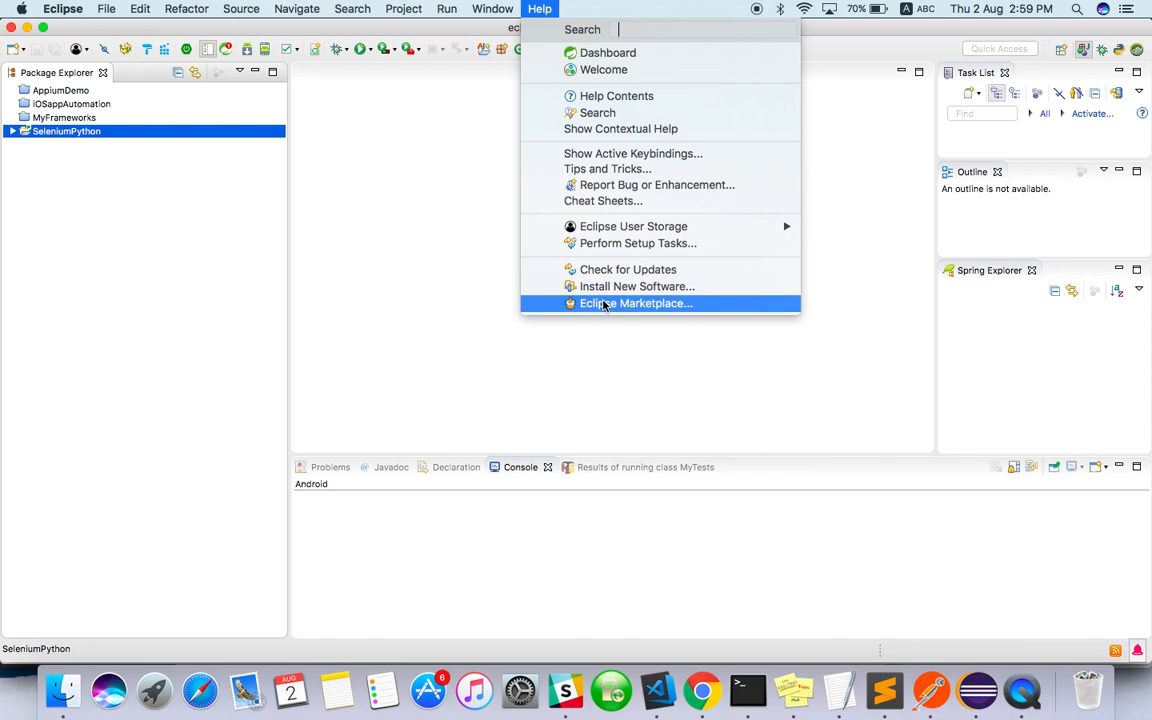 Eclipse File Edit Source Refactor Navigate Search Project Run Window Help 70% ABC Thu 2 Aug 2:59 PM
Quick Access
Package Explorer
AppiumDemo
iOSappAutomation
MyFrameworks
SeleniumPython
Search
Dashboard
Welcome
Help Contents
Search
Show Contextual Help
Show Active Keybindings...
Tips and Tricks...
Report Bug or Enhancement...
Cheat Sheets...
Eclipse User Storage
Perform Setup Tasks...
Check for Updates
Install New Software...
Eclipse Marketplace...
Task List
Find All Activate...
Outline
An outline is not available.
Spring Explorer
Problems Javadoc Declaration Console Results of running class MyTests
Android
SeleniumPython
AUG
2
6